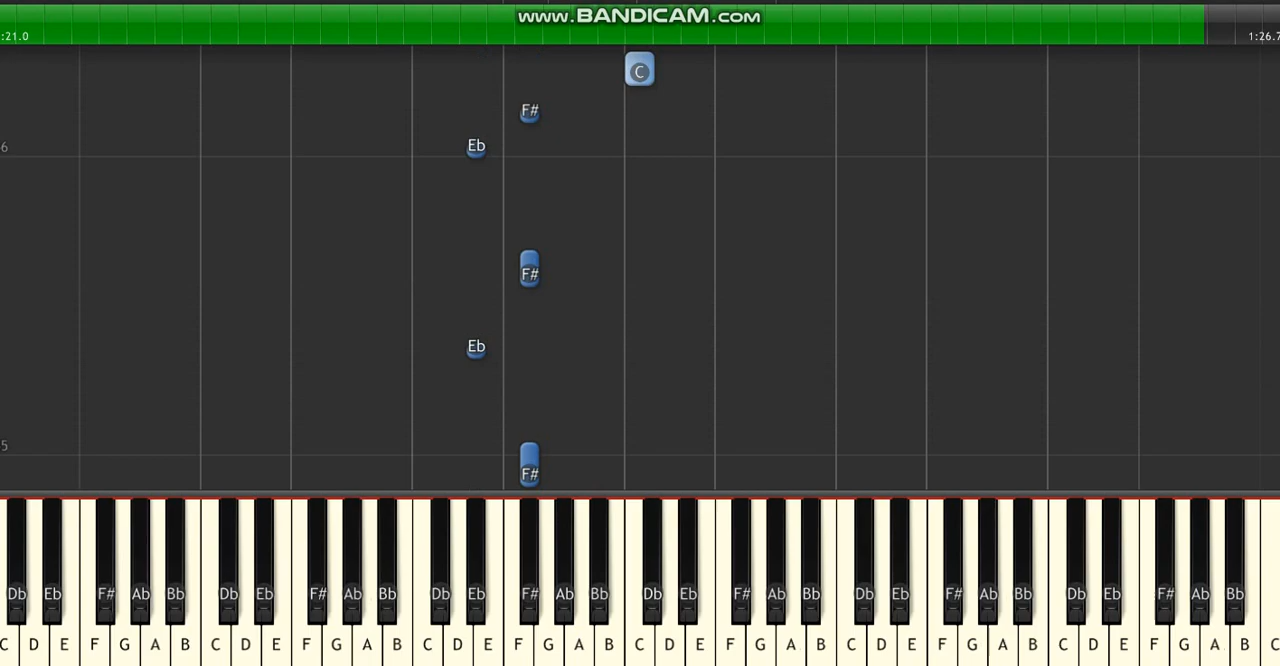 WWW.BANDICAM.COM
:21.0 1:26.7
C
F#
6 Eb
F#
Eb
5
F#
Db Eb F# Ab Bb Db Eb F# Ab Bb Db Eb F# Ab Bb Db Eb F# Ab Bb Db Eb F# Ab Bb Db Eb F# Ab Bb
C D E F G A B C D E F G A B C D E F G A B C D E F G A B C D E F G A B C D E F G A B C